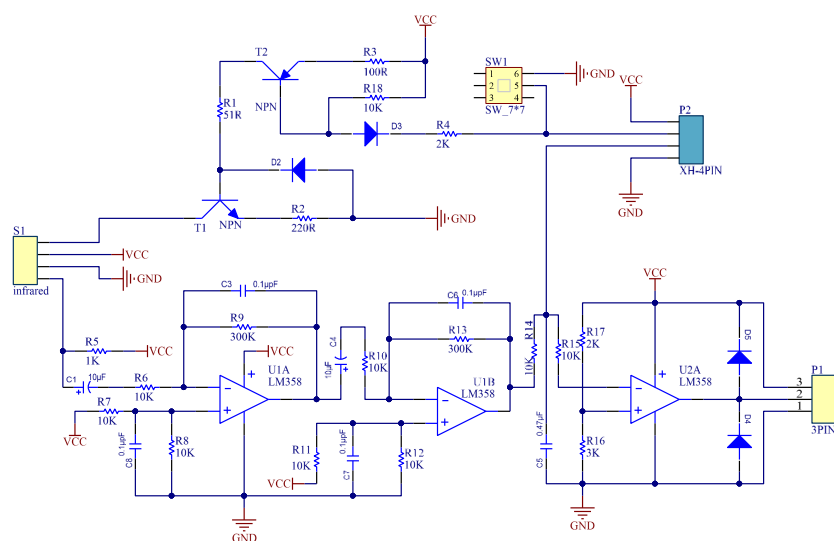 VCC
T2
R3
100R
SW1
1 6
2 5
3 4
SW_7*7
GND
VCC
P2
XH-4PIN
GND
R18
10K
NPN
R1
51R
D3
R4
2K
D2
R2
220R
T1
NPN
GND
S1
infrared
VCC
GND
C3
0.1µpF
R9
300K
C6
0.1µpF
R13
300K
R5
1K
VCC
VCC
C1
10µF
R6
10K
U1A
LM358
C4
10µF
R10
10K
U1B
LM358
R14
10K
R15
10K
R17
2K
VCC
U2A
LM358
D5
P1
3
2
1
3PIN
R7
10K
VCC
0.1µpF
C8
R8
10K
R11
10K
VCC
0.1µpF
C7
R12
10K
0.47µF
C5
R16
3K
D4
GND
GND